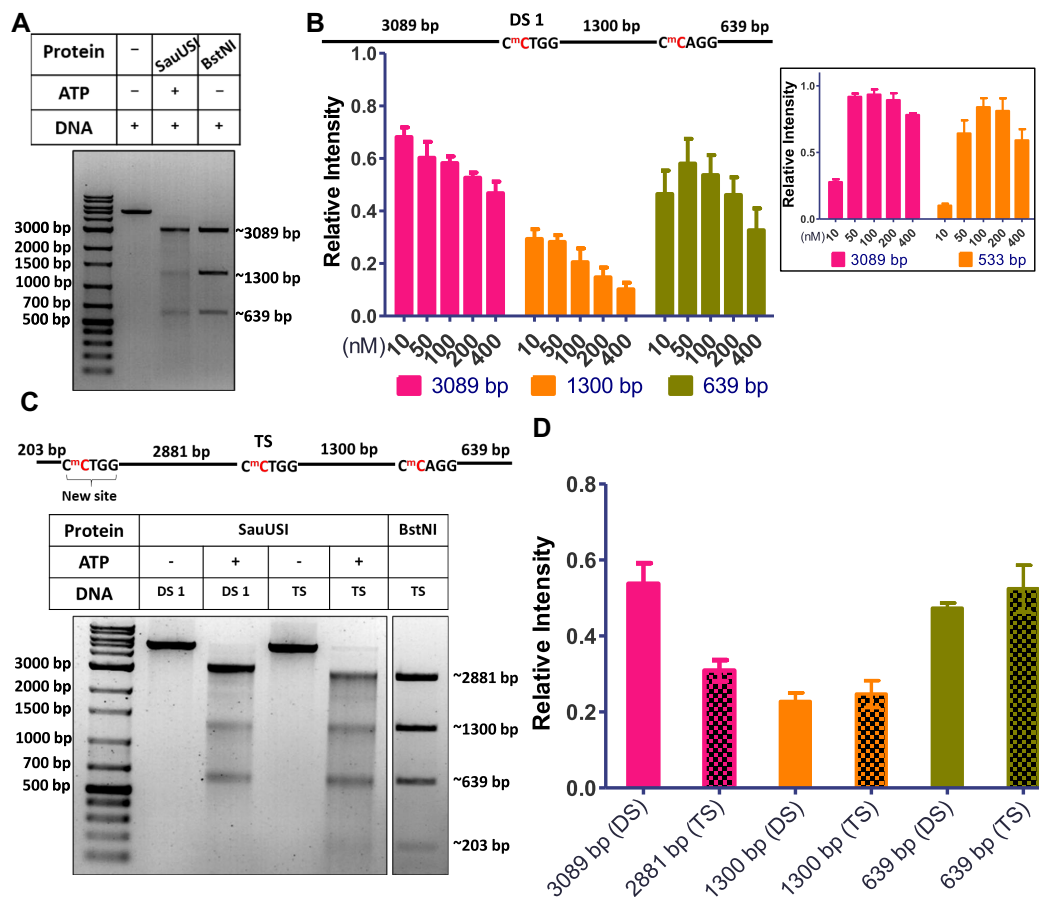 A
Protein – SauUSI BstNI
ATP – + –
DNA + + +
3000 bp
2000 bp
1500 bp
1000 bp
700 bp
500 bp
~3089 bp
~1300 bp
~639 bp
B
3089 bp DS 1 1300 bp 639 bp
CmCTGG CmCAGG
Relative Intensity
1.0
0.8
0.6
0.4
0.2
0.0
(nM) 10 50 100 200 400 10 50 100 200 400 10 50 100 200 400
3089 bp 1300 bp 639 bp
Relative Intensity
1.0
0.5
0.0
(nM) 10 50 100 200 400 10 50 100 200 400
3089 bp 533 bp
C
203 bp 2881 bp TS 1300 bp 639 bp
CmCTGG CmCTGG CmCAGG
New site
Protein SauUSI BstNI
ATP - + - +
DNA DS 1 DS 1 TS TS TS
3000 bp
2000 bp
1500 bp
1000 bp
700 bp
500 bp
~2881 bp
~1300 bp
~639 bp
~203 bp
D
Relative Intensity
0.8
0.6
0.4
0.2
0.0
3089 bp (DS) 2881 bp (TS) 1300 bp (DS) 1300 bp (TS) 639 bp (DS) 639 bp (TS)